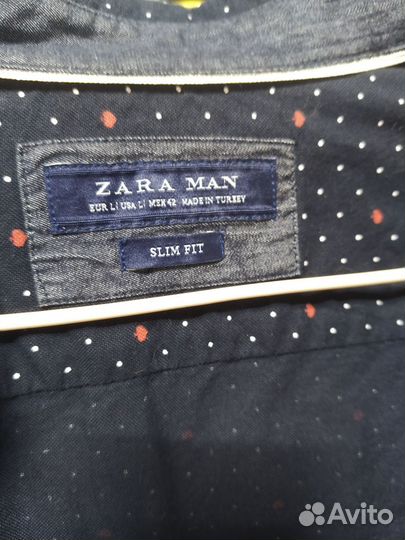 ZARA MAN
EUR L| USA L| MEX 42 MADE IN TURKEY
SLIM FIT
Avito